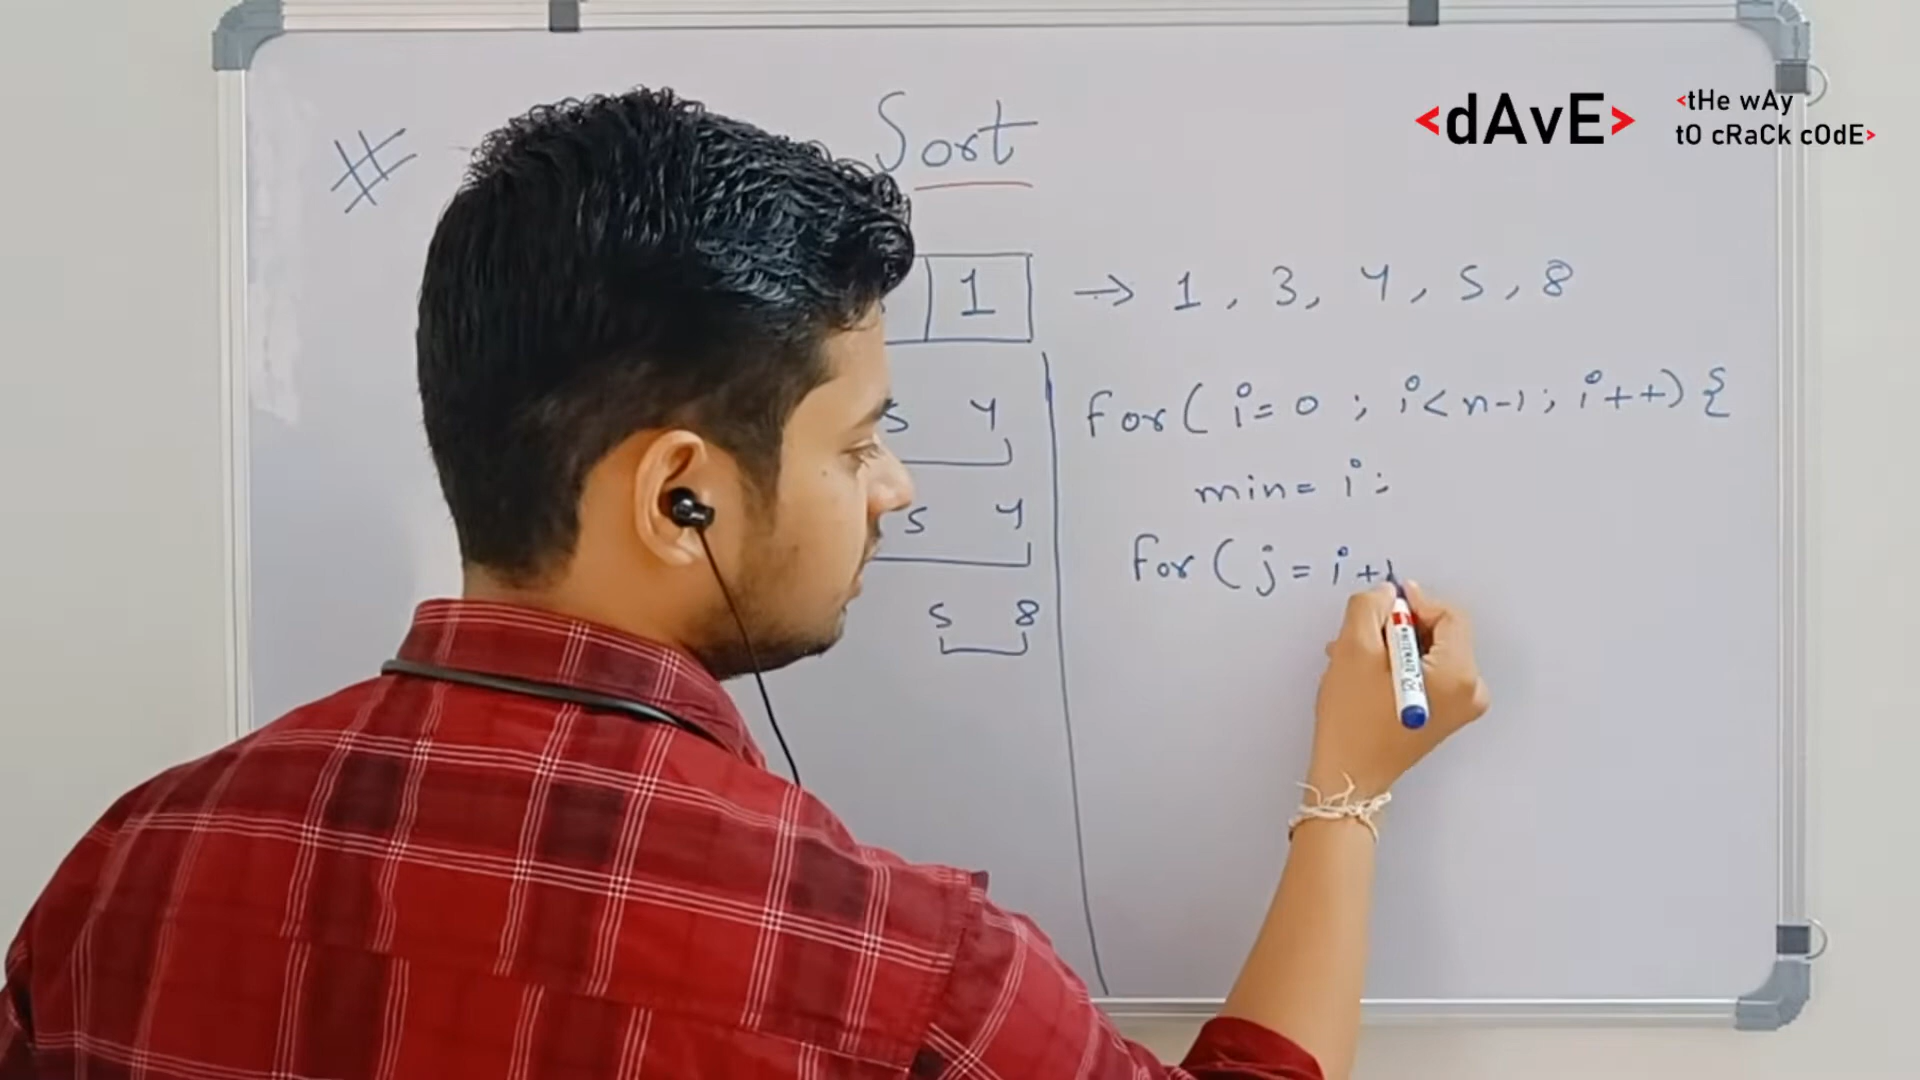 <dAvE>
<tHe wAy
tO cRaCk cOdE>
# Sort
1 → 1, 3, 4, 5, 8
for( i=0 ; i<n-1; i++) {
5 4
min= i;
5 4
for ( j = i +1
5 8